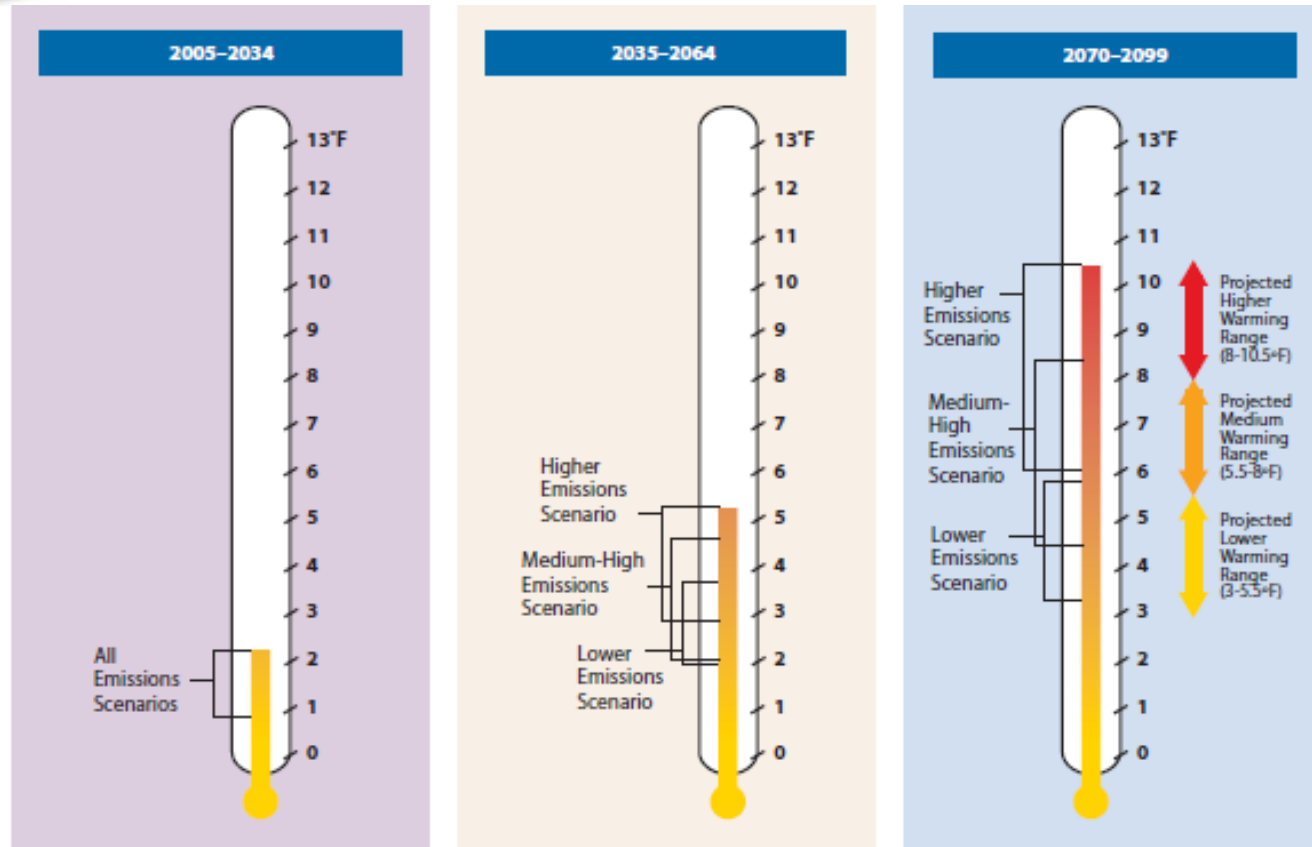 2005–2034
13°F
12
11
10
9
8
7
6
5
4
3
2
1
0
All
Emissions
Scenarios
2035–2064
13°F
12
11
10
9
8
7
6
5
4
3
2
1
0
Higher
Emissions
Scenario
Medium-High
Emissions
Scenario
Lower
Emissions
Scenario
2070–2099
13°F
12
11
10
9
8
7
6
5
4
3
2
1
0
Higher
Emissions
Scenario
Medium-
High
Emissions
Scenario
Lower
Emissions
Scenario
Projected
Higher
Warming
Range
(8-10.5ºF)
Projected
Medium
Warming
Range
(5.5-8ºF)
Projected
Lower
Warming
Range
(3-5.5ºF)